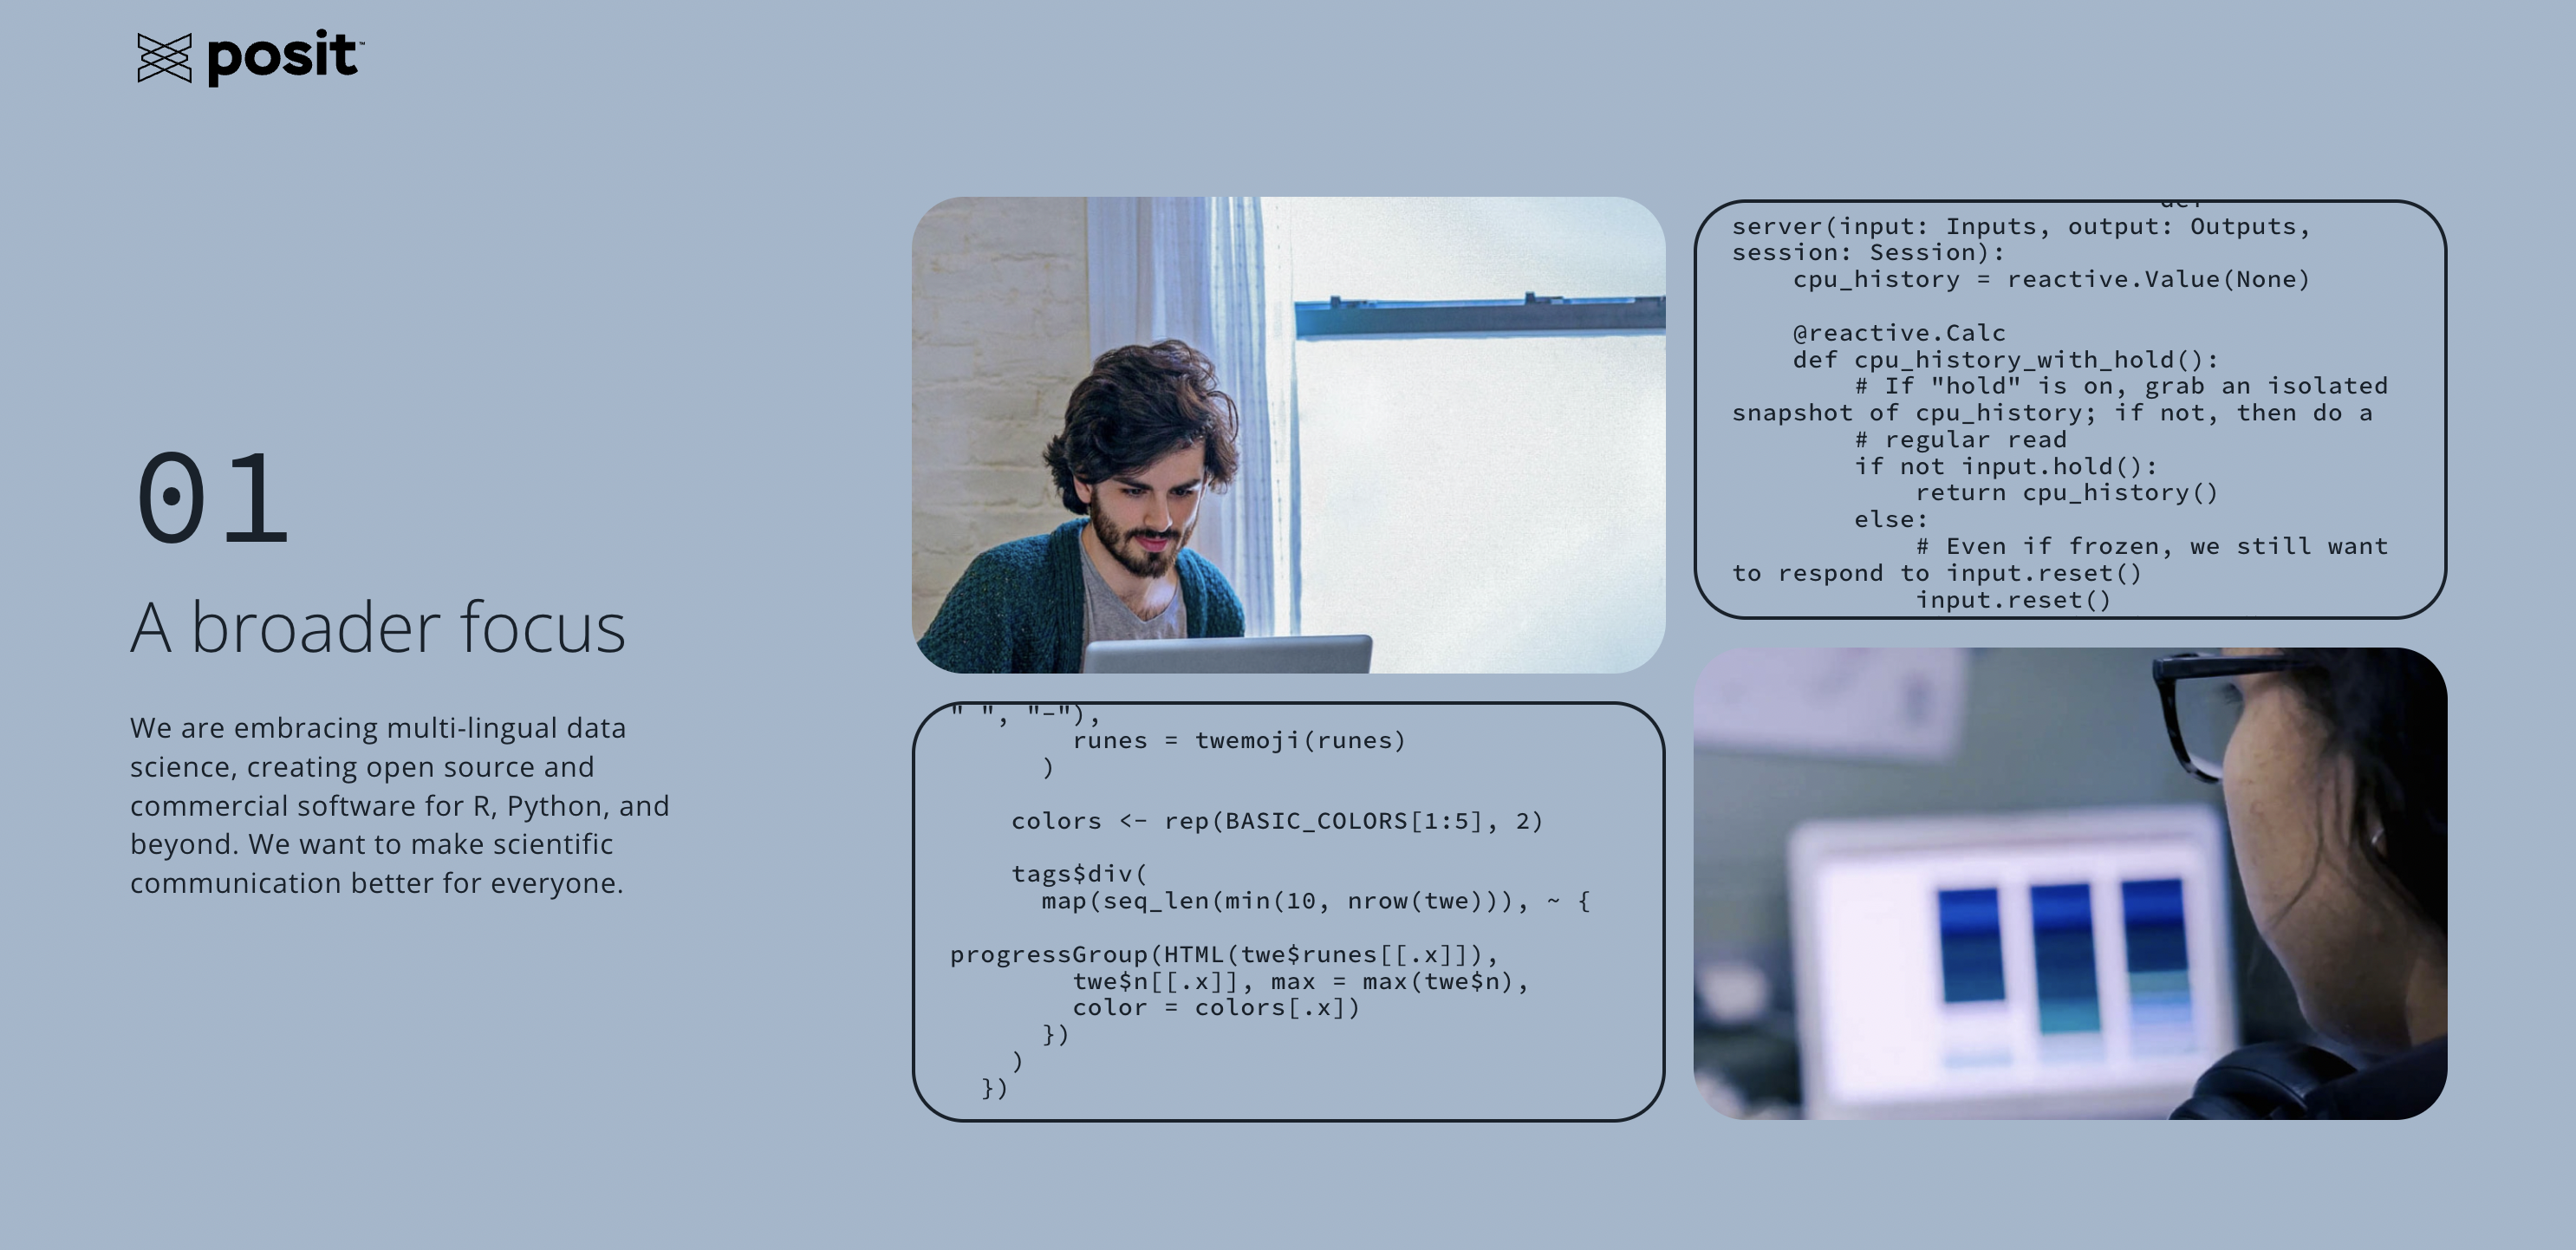 posit™
01
A broader focus
We are embracing multi-lingual data
science, creating open source and
commercial software for R, Python, and
beyond. We want to make scientific
communication better for everyone.
def
server(input: Inputs, output: Outputs,
session: Session):
    cpu_history = reactive.Value(None)
    @reactive.Calc
    def cpu_history_with_hold():
        # If "hold" is on, grab an isolated
snapshot of cpu_history; if not, then do a
        # regular read
        if not input.hold():
            return cpu_history()
        else:
            # Even if frozen, we still want
to respond to input.reset()
            input.reset()
" ", "-"),
        runes = twemoji(runes)
      )
    colors <- rep(BASIC_COLORS[1:5], 2)
    tags$div(
      map(seq_len(min(10, nrow(twe))), ~ {
progressGroup(HTML(twe$runes[[.x]]),
        twe$n[[.x]], max = max(twe$n),
        color = colors[.x])
      })
    )
  })